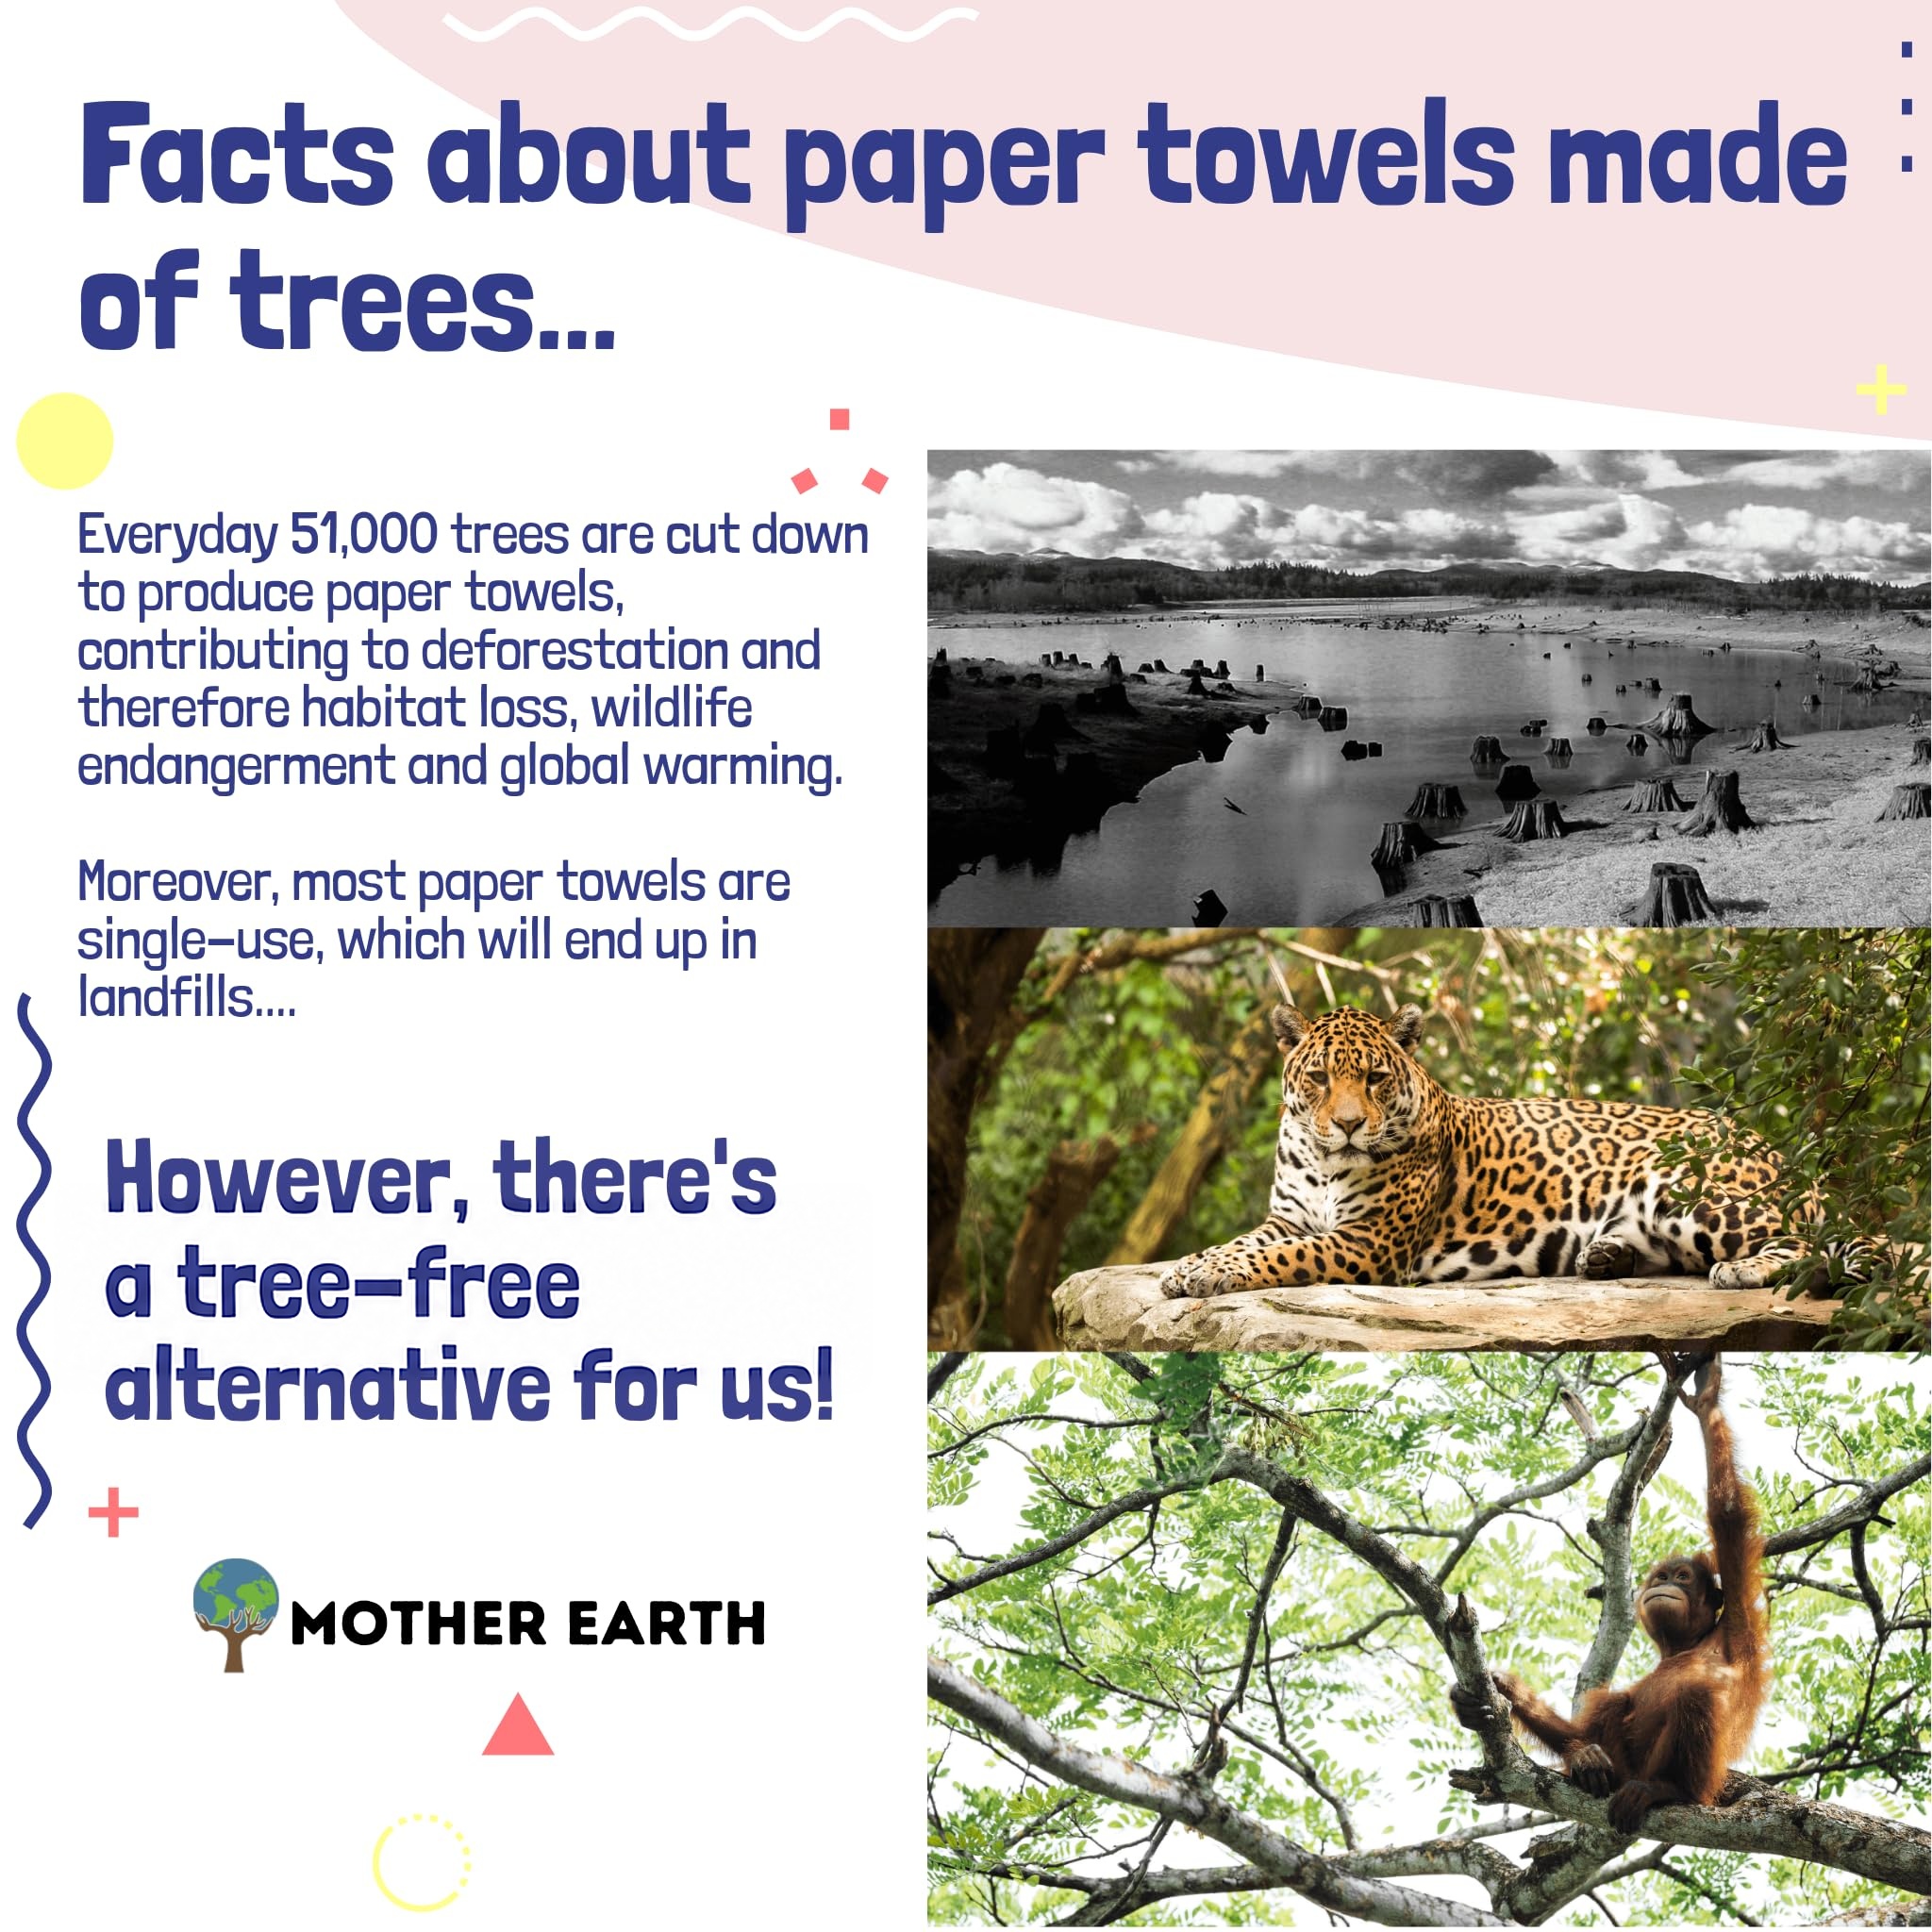 Facts about paper towels made
of trees...
Everyday 51,000 trees are cut down
to produce paper towels,
contributing to deforestation and
therefore habitat loss, wildlife
endangerment and global warming.
Moreover, most paper towels are
single-use, which will end up in
landfills....
However, there's
a tree-free
alternative for us!
MOTHER EARTH